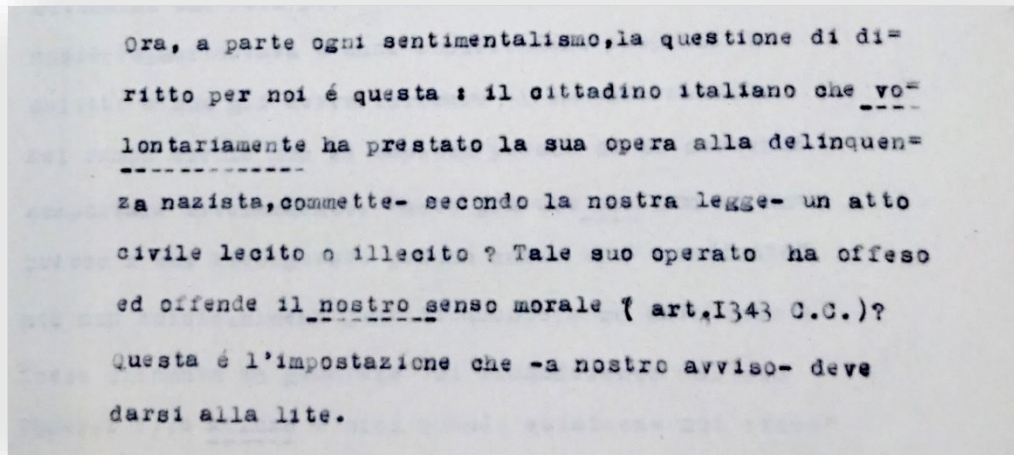 Ora, a parte ogni sentimentalismo,la questione di di=
ritto per noi é questa : il cittadino italiano che vo=
lontariamente ha prestato la sua opera alla delinquen=
za nazista,commette- secondo la nostra legge- un atto
civile lecito o illecito ? Tale suo operato ha offeso
ed offende il nostro senso morale ( art.I343 C.C.)?
Questa é l'impostazione che -a nostro avviso- deve
darsi alla lite.